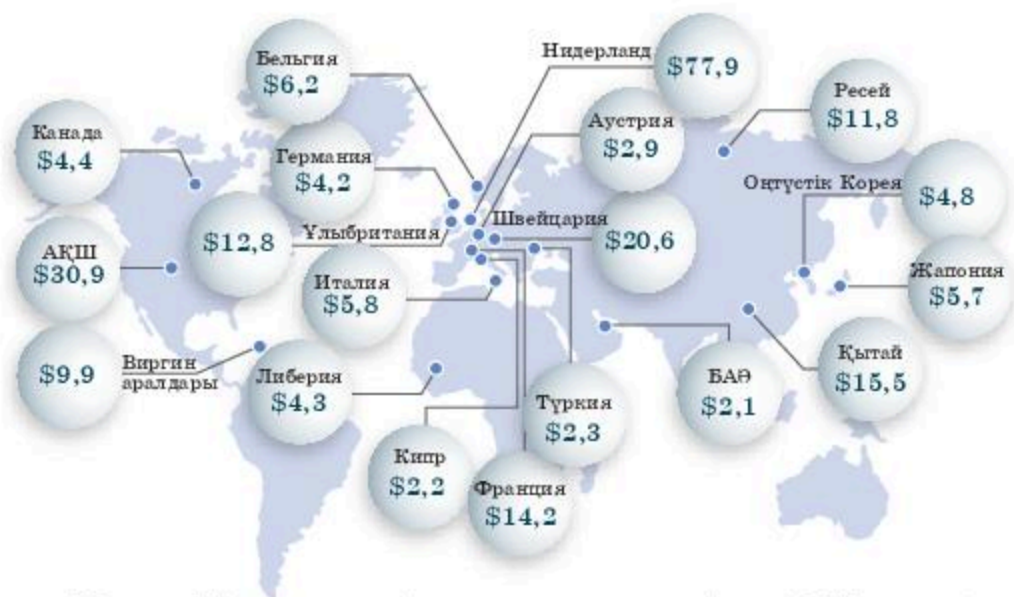 Бельгия
$6,2
Нидерланд
$77,9
Ресей
$11,8
Канада
$4,4
Германия
$4,2
Аустрия
$2,9
Оңтүстік Корея
$4,8
АҚШ
$30,9
$12,8
Ұлыбритания
Швейцария
$20,6
Италия
$5,8
Жапония
$5,7
$9,9
Виргин
аралдары
Либерия
$4,3
Түркия
$2,3
БАӘ
$2,1
Қытай
$15,5
Кипр
$2,2
Франция
$14,2